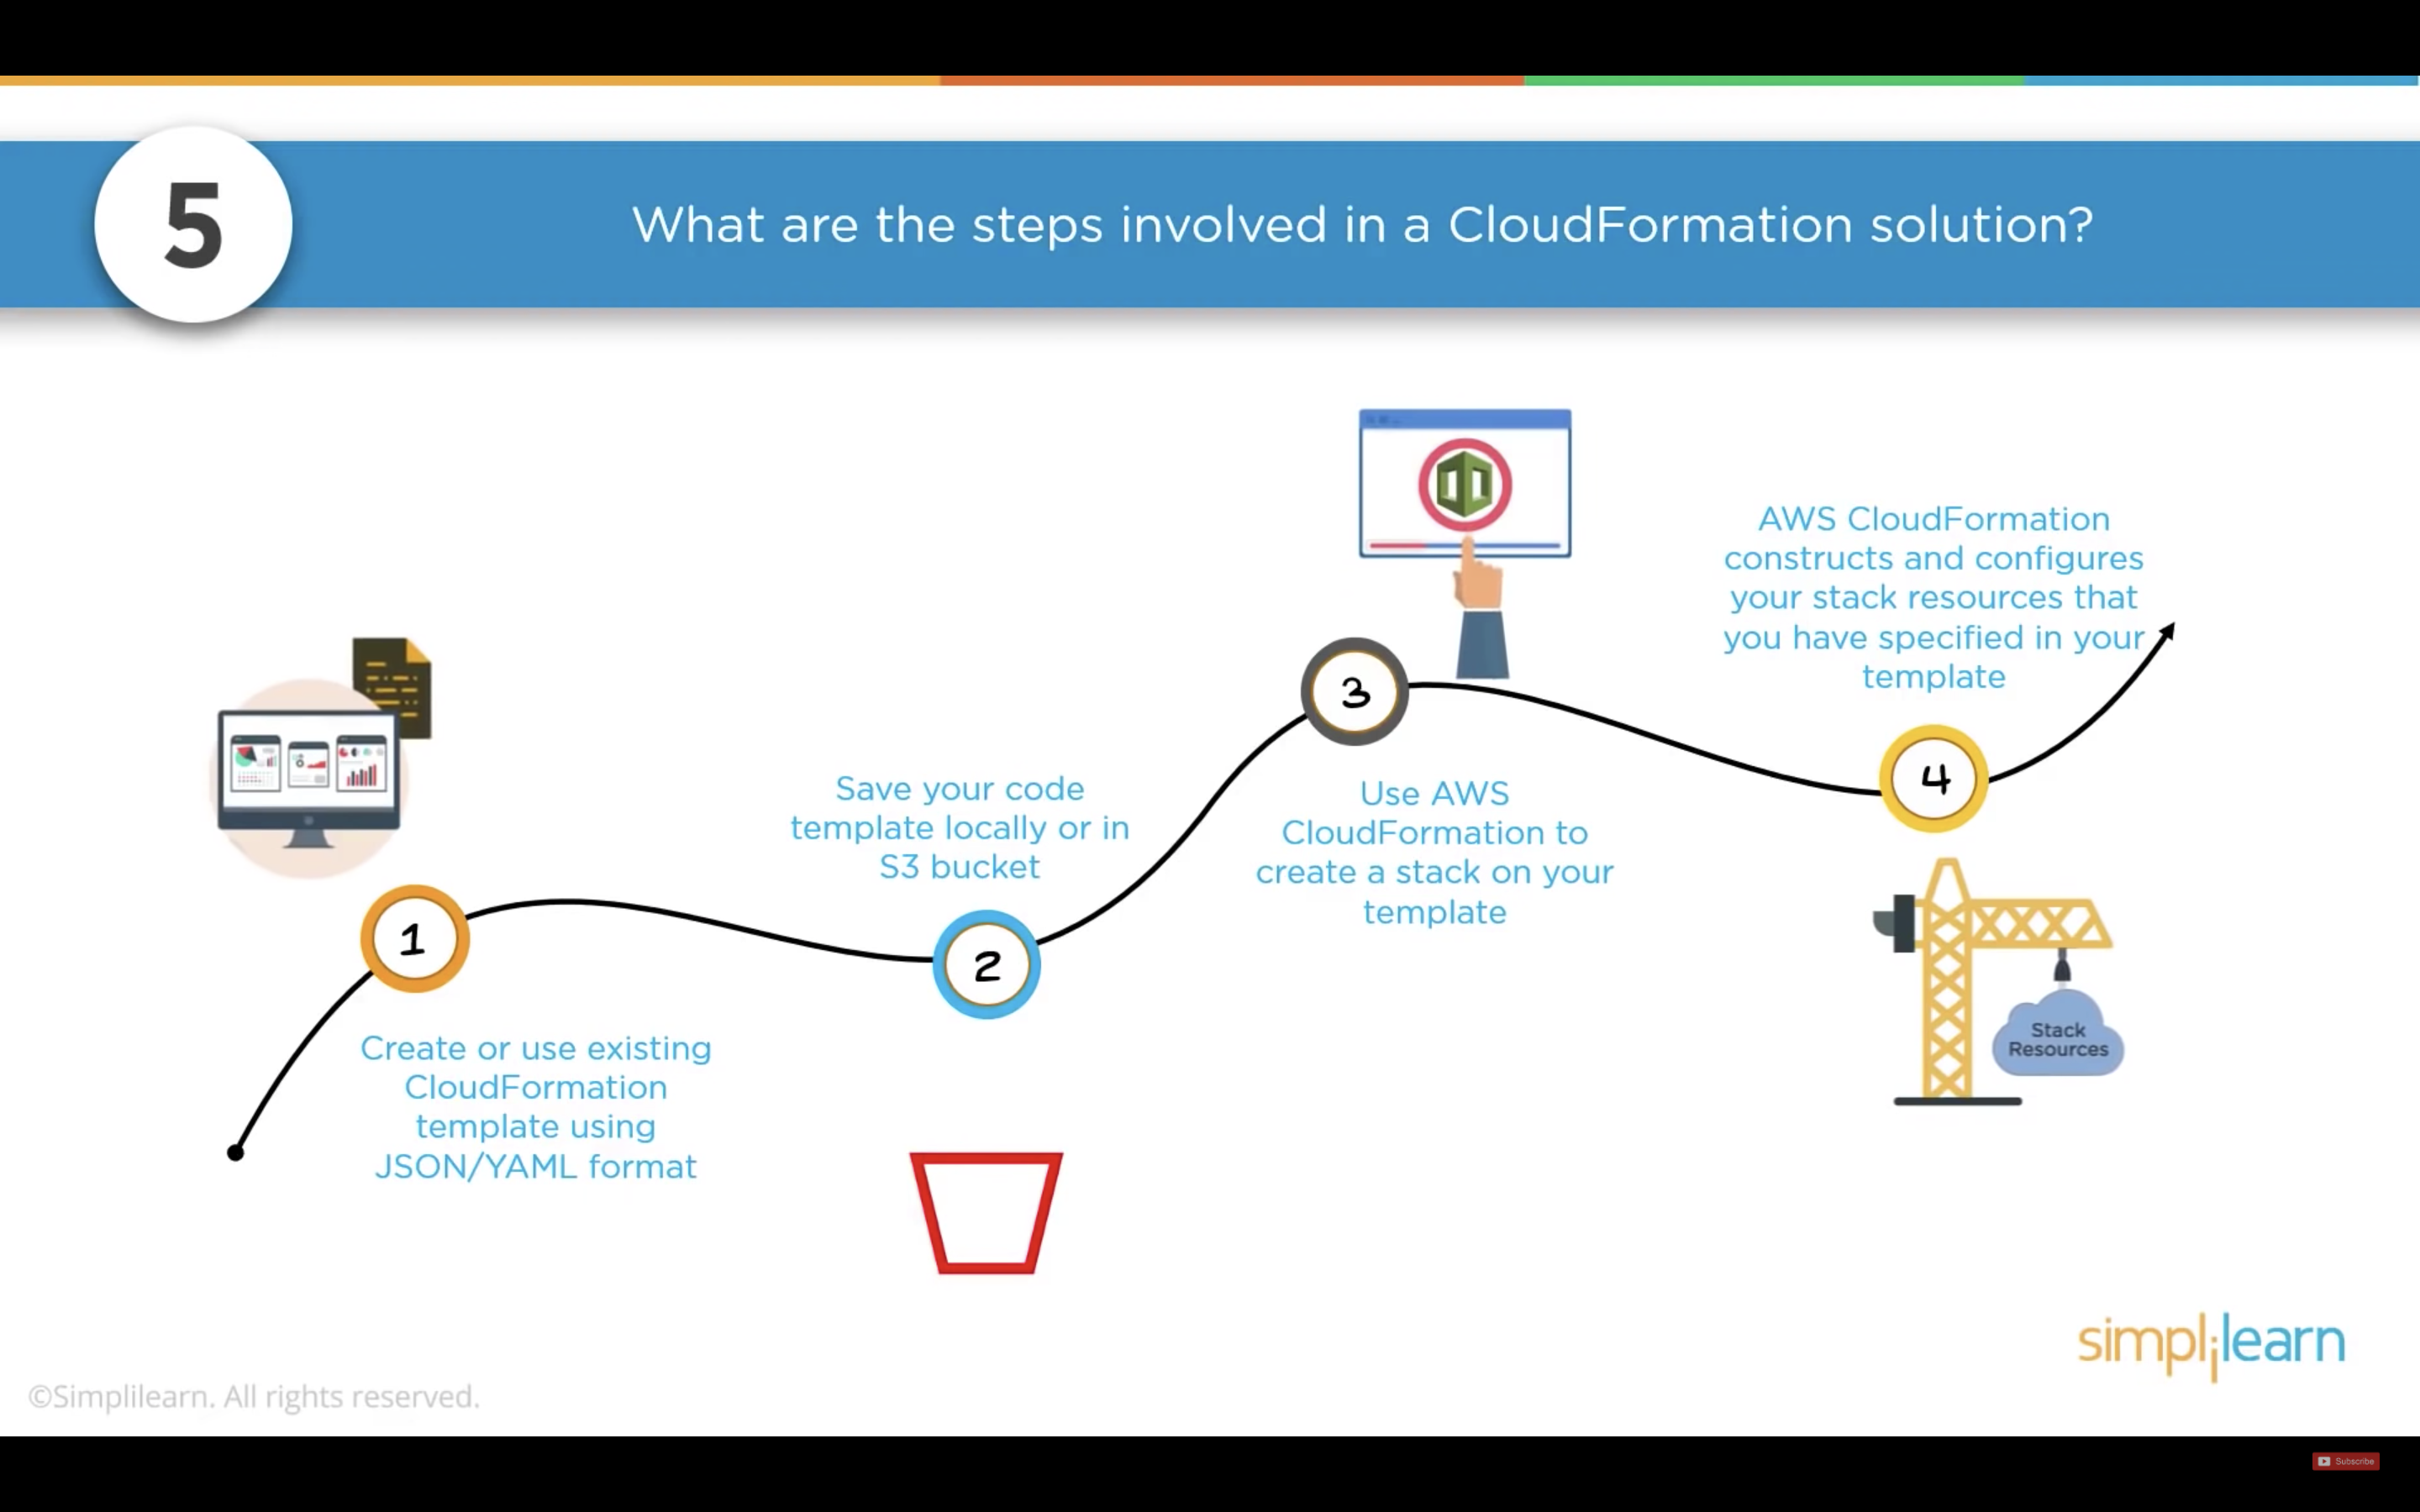 5
What are the steps involved in a CloudFormation solution?
1
Create or use existing
CloudFormation
template using
JSON/YAML format
2
Save your code
template locally or in
S3 bucket
3
Use AWS
CloudFormation to
create a stack on your
template
4
AWS CloudFormation
constructs and configures
your stack resources that
you have specified in your
template
Stack
Resources
simplilearn
©Simplilearn. All rights reserved.
Subscribe